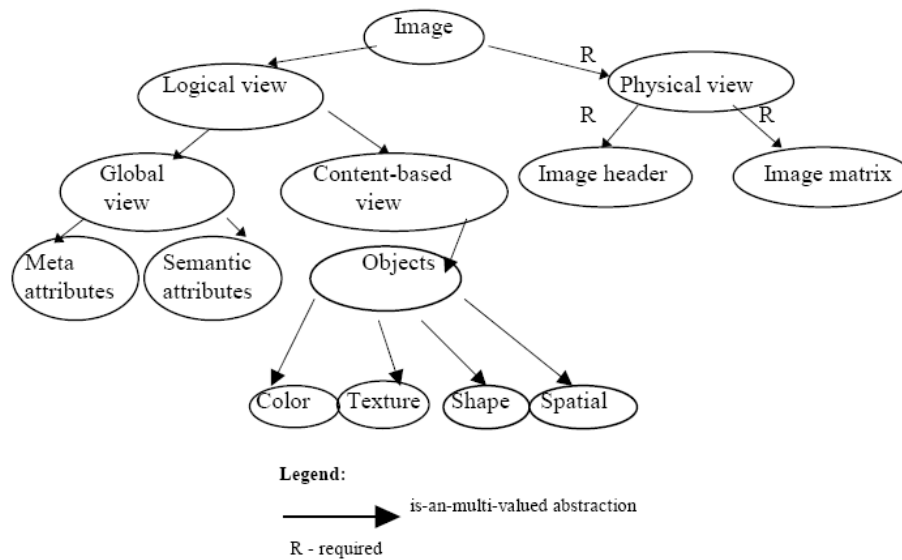 Image
R
Logical view
Physical view
R
R
Global
view
Content-based
view
Image header
Image matrix
Meta
attributes
Semantic
attributes
Objects
Color
Texture
Shape
Spatial
Legend:
is-an-multi-valued abstraction
R - required